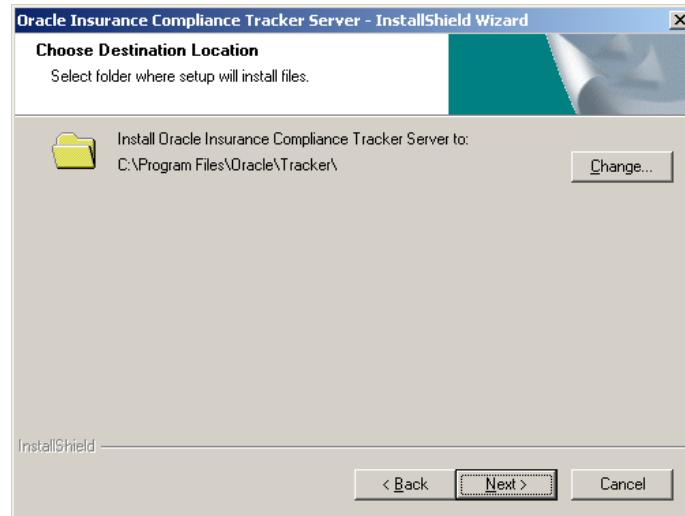 Oracle Insurance Compliance Tracker Server - InstallShield Wizard
Choose Destination Location
Select folder where setup will install files.
Install Oracle Insurance Compliance Tracker Server to:
C:\Program Files\Oracle\Tracker\
Change...
InstallShield
< Back
Next >
Cancel